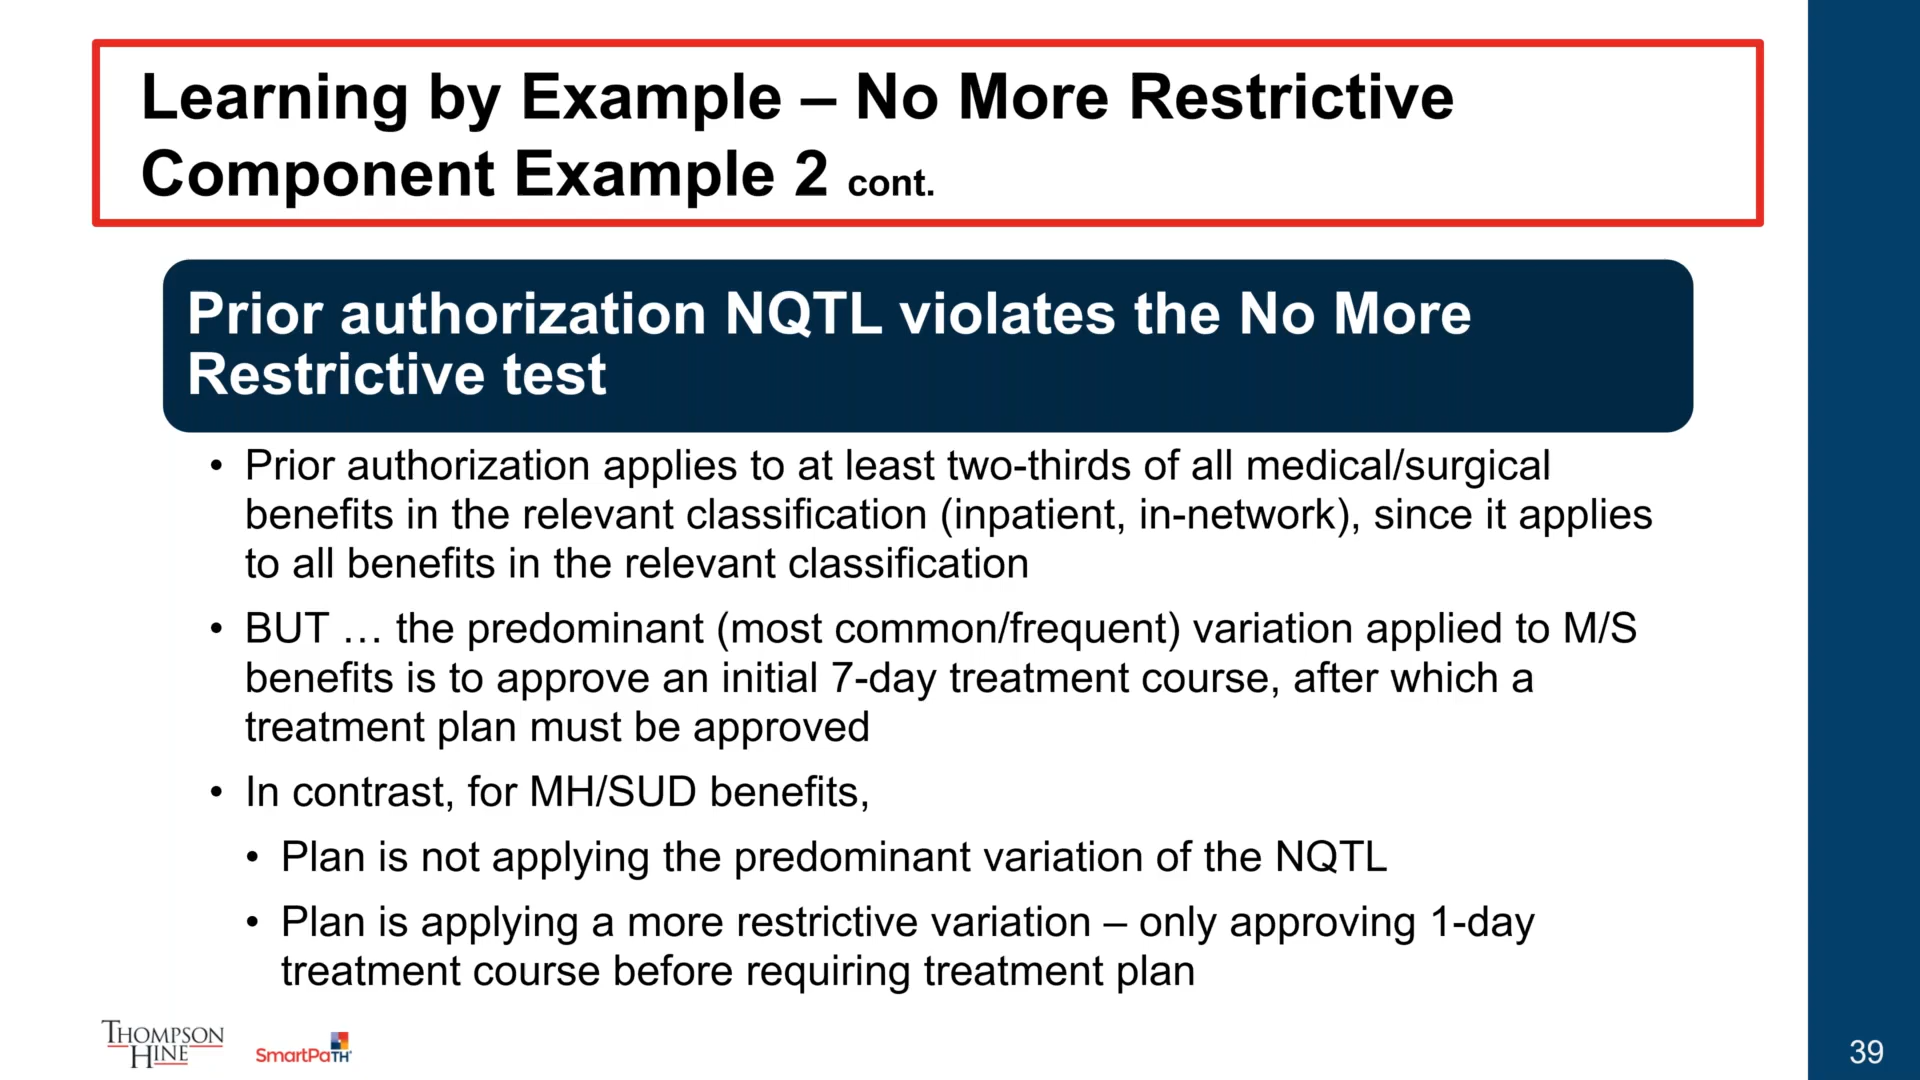 Learning by Example – No More Restrictive
Component Example 2 cont.
Prior authorization NQTL violates the No More
Restrictive test
• Prior authorization applies to at least two-thirds of all medical/surgical
benefits in the relevant classification (inpatient, in-network), since it applies
to all benefits in the relevant classification
• BUT … the predominant (most common/frequent) variation applied to M/S
benefits is to approve an initial 7-day treatment course, after which a
treatment plan must be approved
• In contrast, for MH/SUD benefits,
• Plan is not applying the predominant variation of the NQTL
• Plan is applying a more restrictive variation – only approving 1-day
treatment course before requiring treatment plan
THOMPSON
HINE
SmartPaTH
39